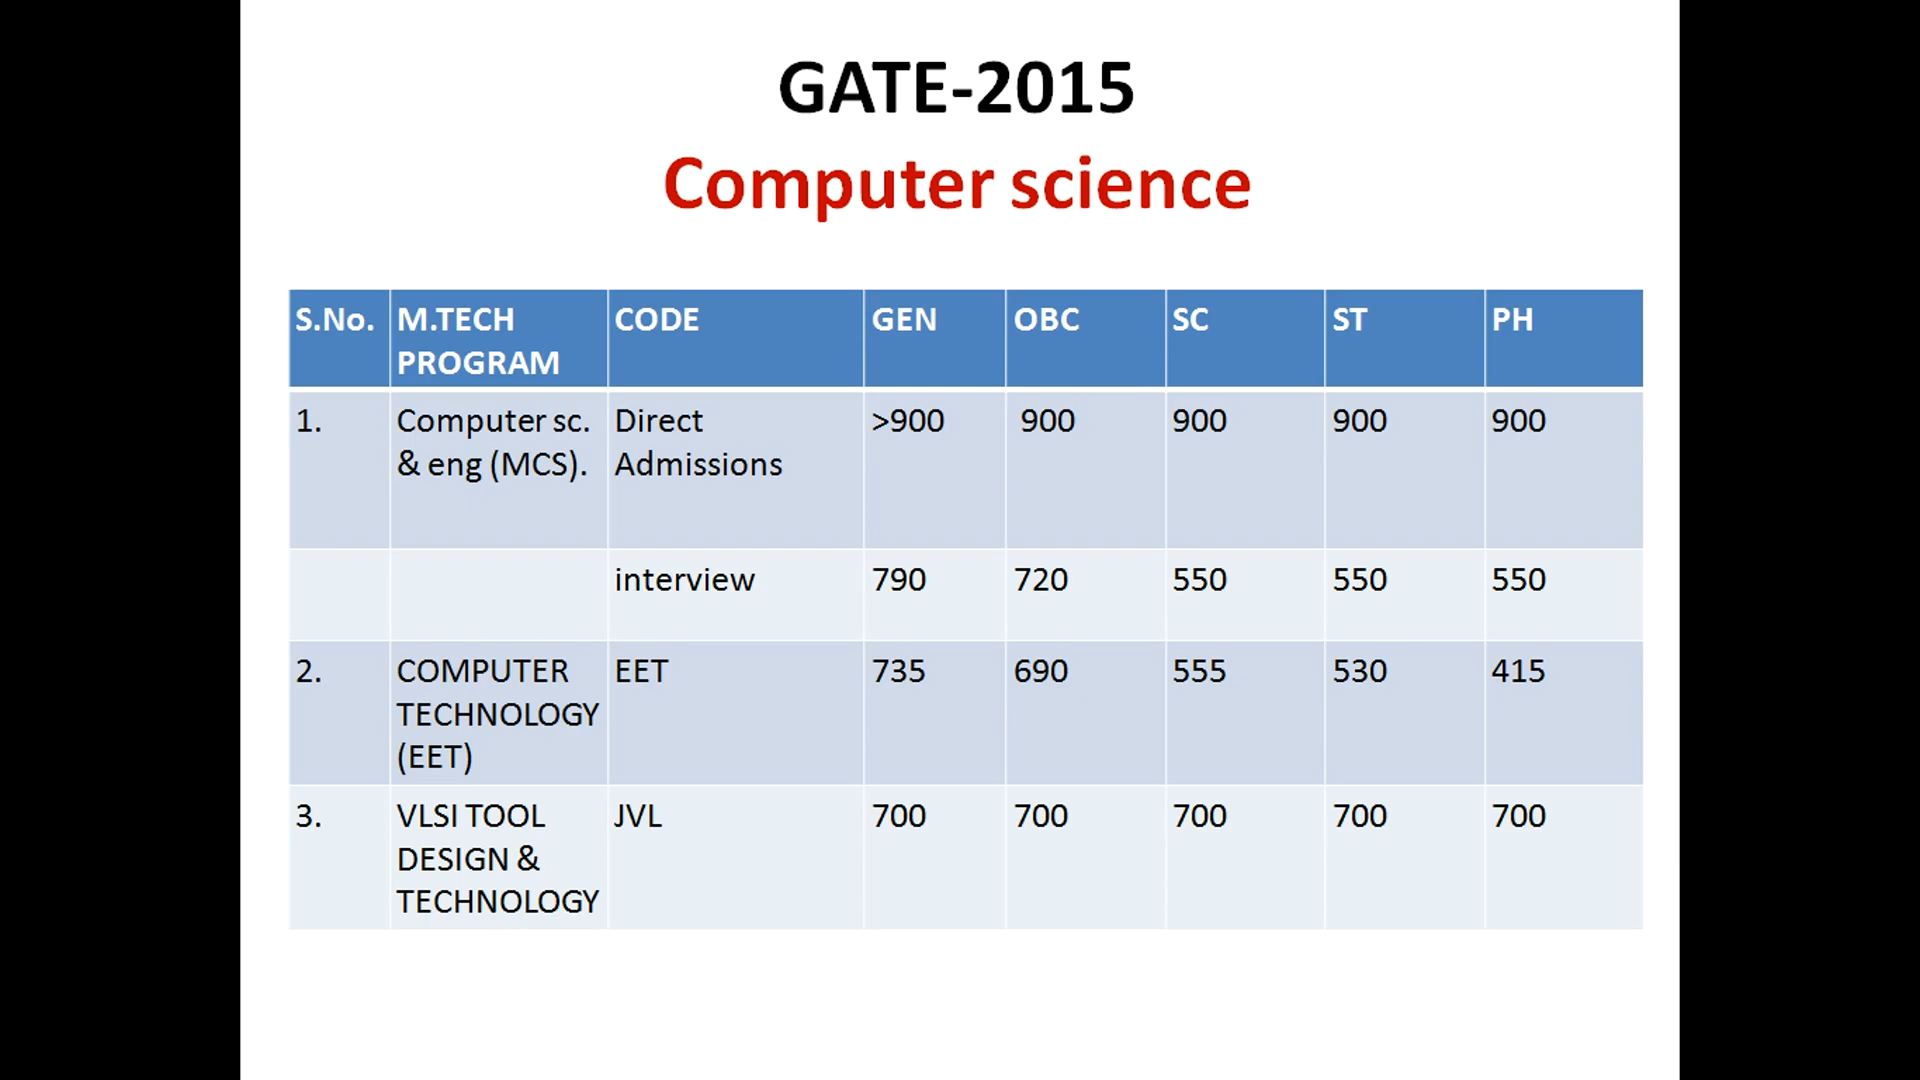 GATE-2015
Computer science
S.No. M.TECH PROGRAM CODE GEN OBC SC ST PH
1. Computer sc. & eng (MCS). Direct Admissions >900 900 900 900 900
interview 790 720 550 550 550
2. COMPUTER TECHNOLOGY (EET) EET 735 690 555 530 415
3. VLSI TOOL DESIGN & TECHNOLOGY JVL 700 700 700 700 700